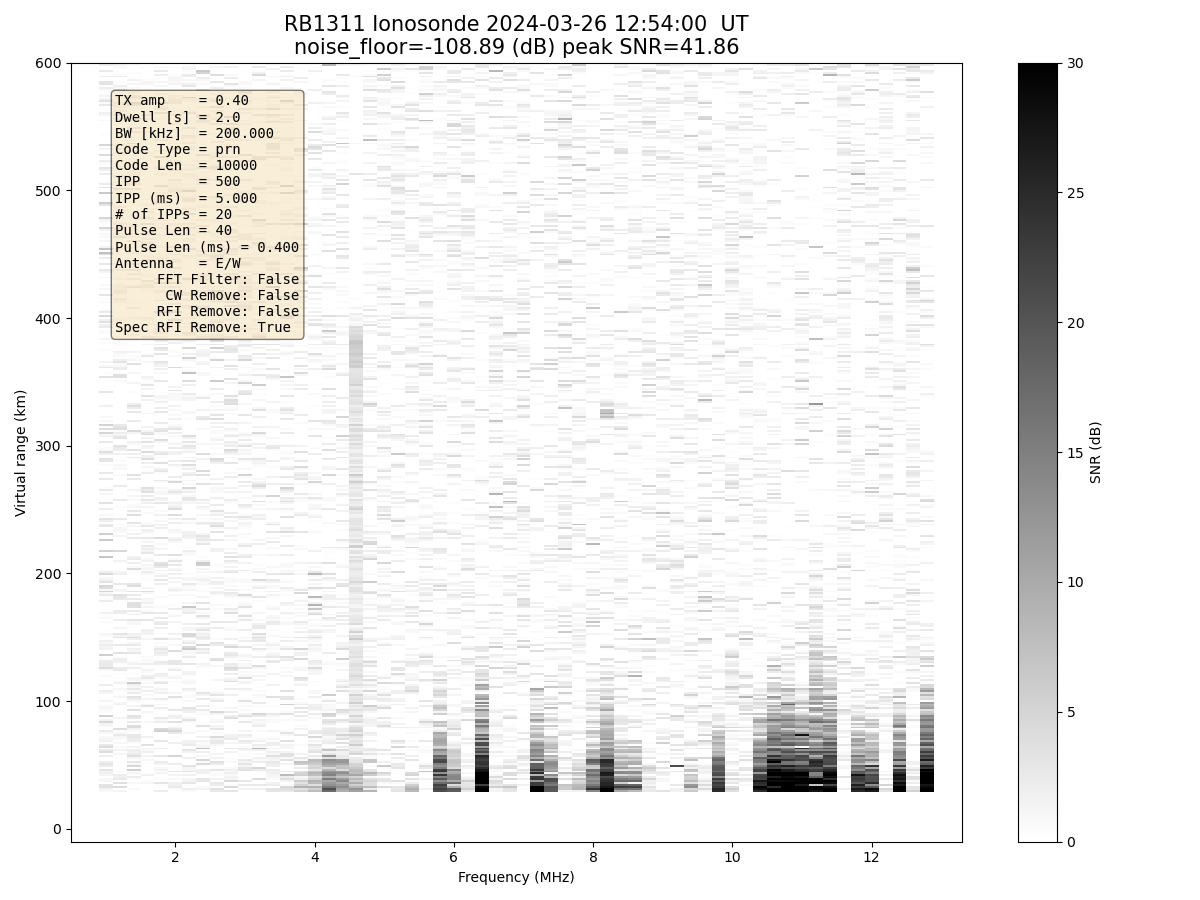 RB1311 Ionosonde 2024-03-26 12:54:00  UT
noise_floor=-108.89 (dB) peak SNR=41.86
600
500
400
300
200
100
0
Virtual range (km)
TX amp    = 0.40
Dwell [s] = 2.0
BW [kHz]  = 200.000
Code Type = prn
Code Len  = 10000
IPP       = 500
IPP (ms)  = 5.000
# of IPPs = 20
Pulse Len = 40
Pulse Len (ms) = 0.400
Antenna   = E/W
FFT Filter: False
CW Remove: False
RFI Remove: False
Spec RFI Remove: True
2 4 6 8 10 12
Frequency (MHz)
30
25
20
15
10
5
0
SNR (dB)